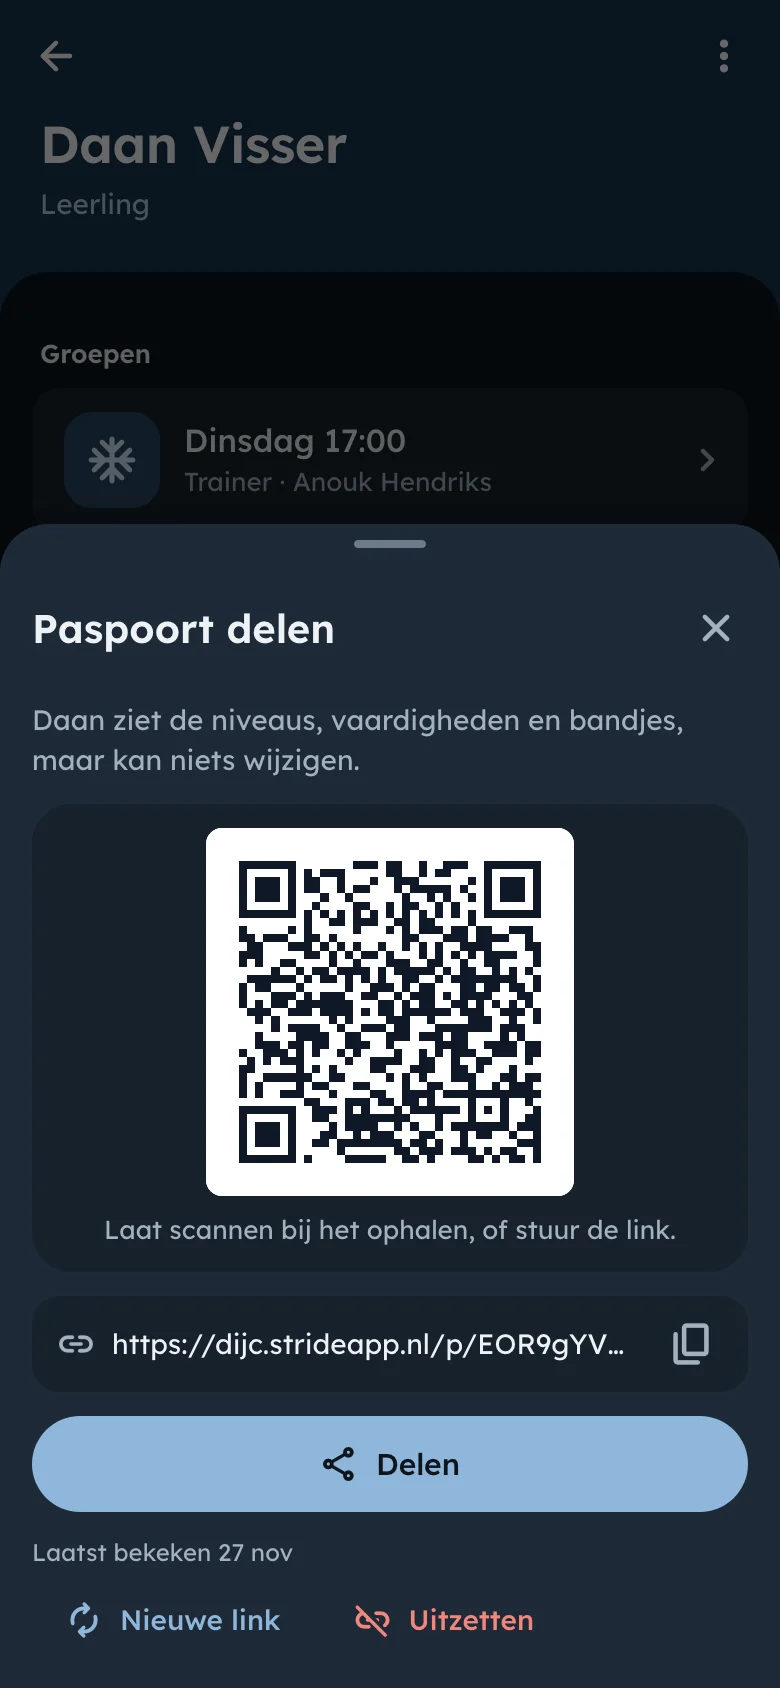 Daan Visser
Leerling
Groepen
Dinsdag 17:00
Trainer · Anouk Hendriks
Paspoort delen
Daan ziet de niveaus, vaardigheden en bandjes,
maar kan niets wijzigen.
Laat scannen bij het ophalen, of stuur de link.
https://dijc.strideapp.nl/p/EOR9gYV...
Delen
Laatst bekeken 27 nov
Nieuwe link
Uitzetten